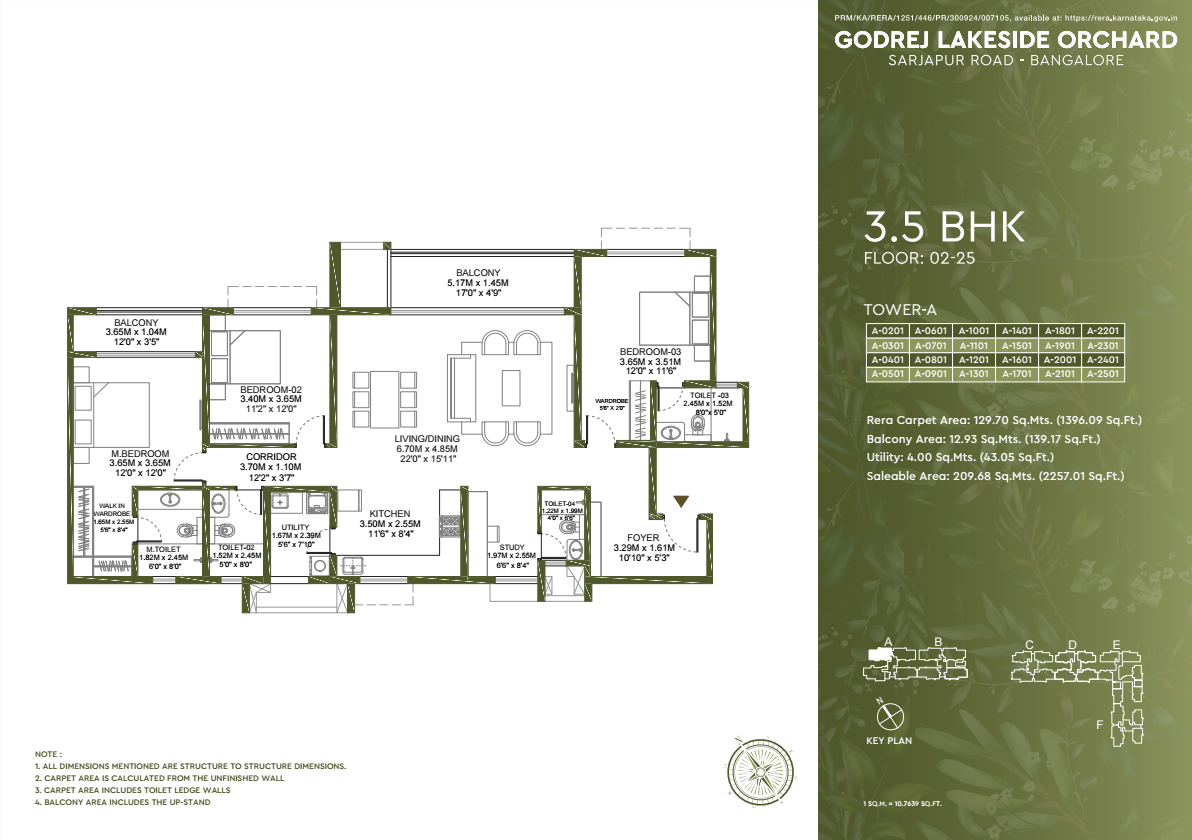 PRM/KA/RERA/1251/446/PR/300924/007105, available at: https://rera.karnataka.gov.in
GODREJ LAKESIDE ORCHARD
SARJAPUR ROAD - BANGALORE
3.5 BHK
FLOOR: 02-25
TOWER-A
A-0201 A-0601 A-1001 A-1401 A-1801 A-2201
A-0301 A-0701 A-1101 A-1501 A-1901 A-2301
A-0401 A-0801 A-1201 A-1601 A-2001 A-2401
A-0501 A-0901 A-1301 A-1701 A-2101 A-2501
Rera Carpet Area: 129.70 Sq.Mts. (1396.09 Sq.Ft.)
Balcony Area: 12.93 Sq.Mts. (139.17 Sq.Ft.)
Utility: 4.00 Sq.Mts. (43.05 Sq.Ft.)
Saleable Area: 209.68 Sq.Mts. (2257.01 Sq.Ft.)
BALCONY
5.17M x 1.45M
17'0" x 4'9"
BALCONY
3.65M x 1.04M
12'0" x 3'5"
BEDROOM-02
3.40M x 3.65M
11'2" x 12'0"
BEDROOM-03
3.65M x 3.51M
12'0" x 11'6"
WARDROBE
5'6" X 2'0"
TOILET -03
2.45M x 1.52M
8'0"x 5'0"
LIVING/DINING
6.70M x 4.85M
22'0" x 15'11"
M.BEDROOM
3.65M x 3.65M
12'0" x 12'0"
CORRIDOR
3.70M x 1.10M
12'2" x 3'7"
WALK IN
WARDROBE
1.65M x 2.55M
5'6" x 8'4"
M.TOILET
1.82M x 2.45M
6'0" x 8'0"
TOILET-02
1.52M x 2.45M
5'0" x 8'0"
UTILITY
1.67M x 2.39M
5'6" x 7'10"
KITCHEN
3.50M x 2.55M
11'6" x 8'4"
STUDY
1.97M x 2.55M
6'6" x 8'4"
TOILET-04
1.22M x 1.99M
4'0" x 6'6"
FOYER
3.29M x 1.61M
10'10" x 5'3"
A B C D E
F
N
KEY PLAN
NOTE :
1. ALL DIMENSIONS MENTIONED ARE STRUCTURE TO STRUCTURE DIMENSIONS.
2. CARPET AREA IS CALCULATED FROM THE UNFINISHED WALL
3. CARPET AREA INCLUDES TOILET LEDGE WALLS
4. BALCONY AREA INCLUDES THE UP-STAND
1 SQ.M. = 10.7639 SQ.FT.